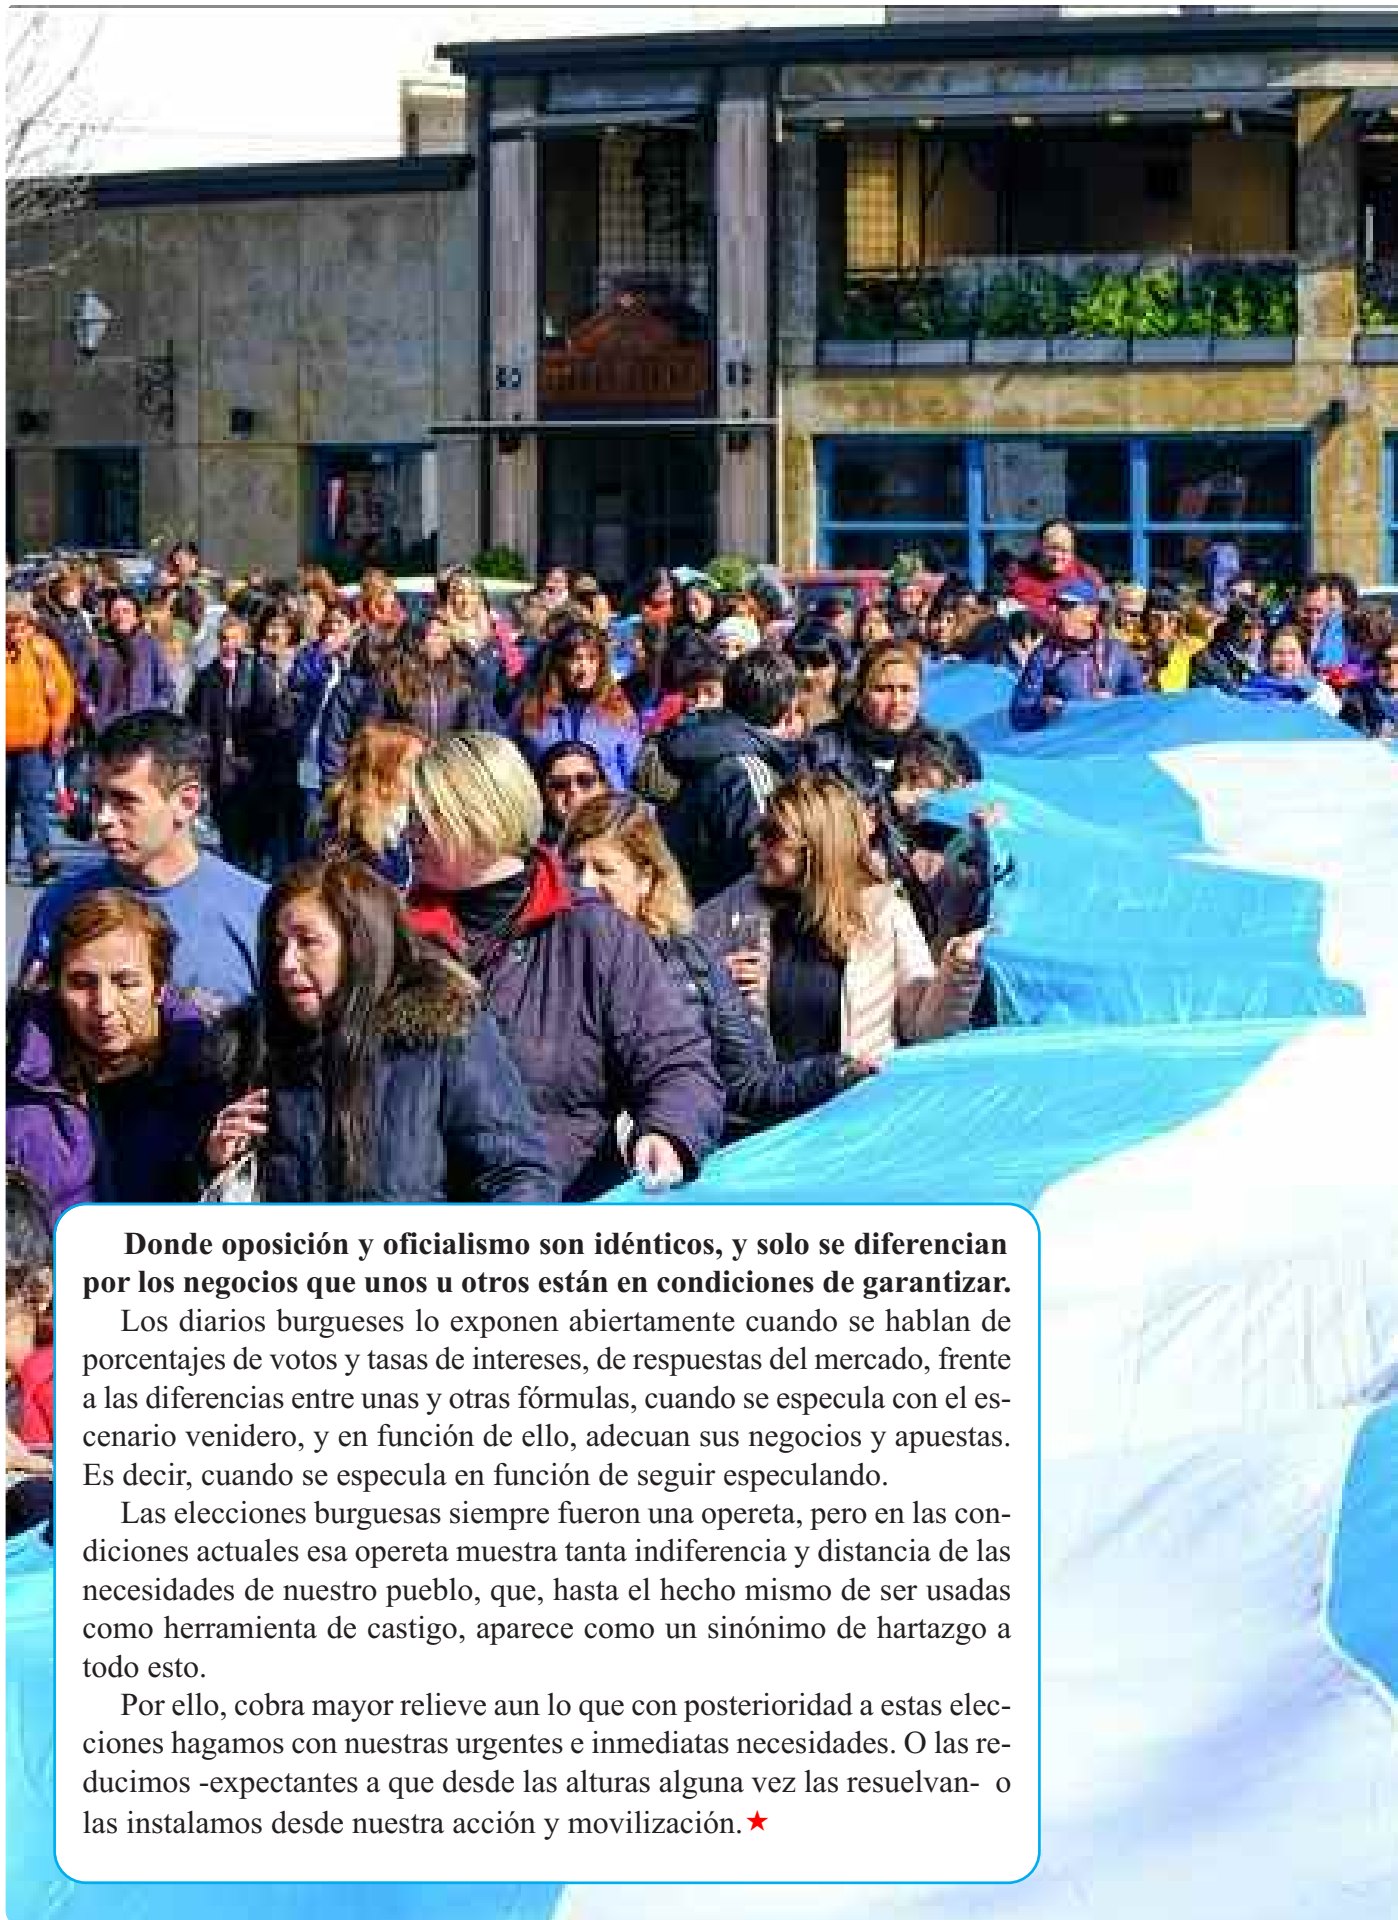 Donde oposición y oficialismo son idénticos, y solo se diferencian
por los negocios que unos u otros están en condiciones de garantizar.
Los diarios burgueses lo exponen abiertamente cuando se hablan de
porcentajes de votos y tasas de intereses, de respuestas del mercado, frente
a las diferencias entre unas y otras fórmulas, cuando se especula con el es-
cenario venidero, y en función de ello, adecuan sus negocios y apuestas.
Es decir, cuando se especula en función de seguir especulando.
Las elecciones burguesas siempre fueron una opereta, pero en las con-
diciones actuales esa opereta muestra tanta indiferencia y distancia de las
necesidades de nuestro pueblo, que, hasta el hecho mismo de ser usadas
como herramienta de castigo, aparece como un sinónimo de hartazgo a
todo esto.
Por ello, cobra mayor relieve aun lo que con posterioridad a estas elec-
ciones hagamos con nuestras urgentes e inmediatas necesidades. O las re-
ducimos -expectantes a que desde las alturas alguna vez las resuelvan- o
las instalamos desde nuestra acción y movilización.★